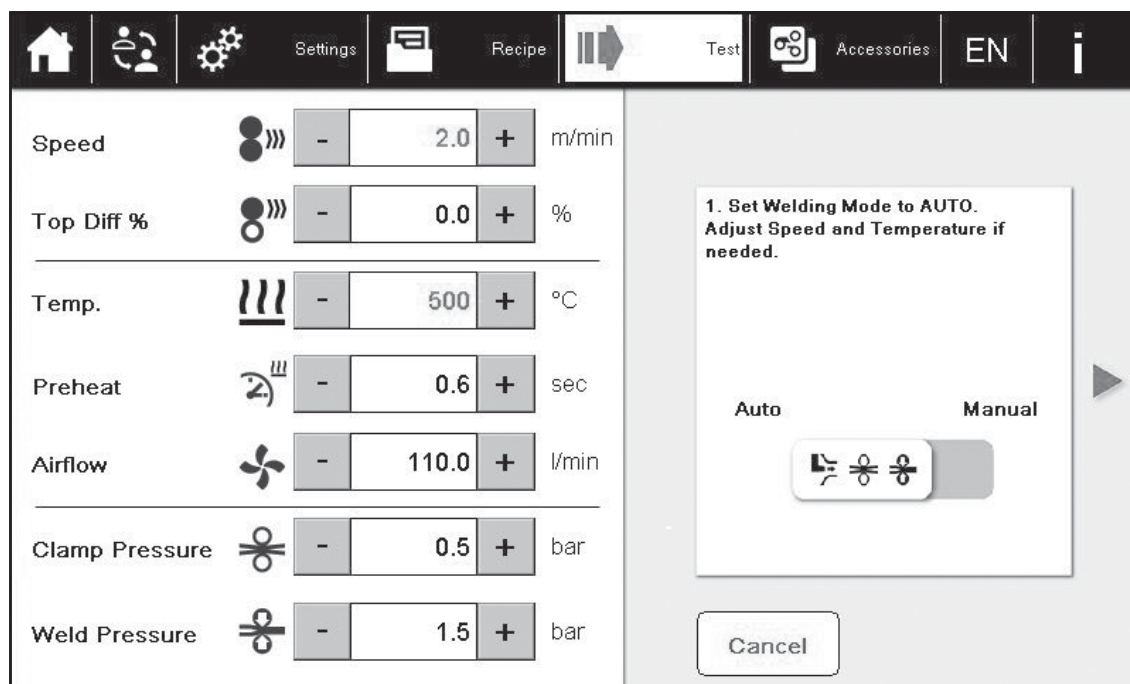 Settings
Recipe
Test
Accessories
EN
i
Speed - 2.0 + m/min
Top Diff % - 0.0 + %
Temp. - 500 + °C
Preheat - 0.6 + sec
Airflow - 110.0 + l/min
Clamp Pressure - 0.5 + bar
Weld Pressure - 1.5 + bar
1. Set Welding Mode to AUTO.
Adjust Speed and Temperature if
needed.
Auto Manual
Cancel